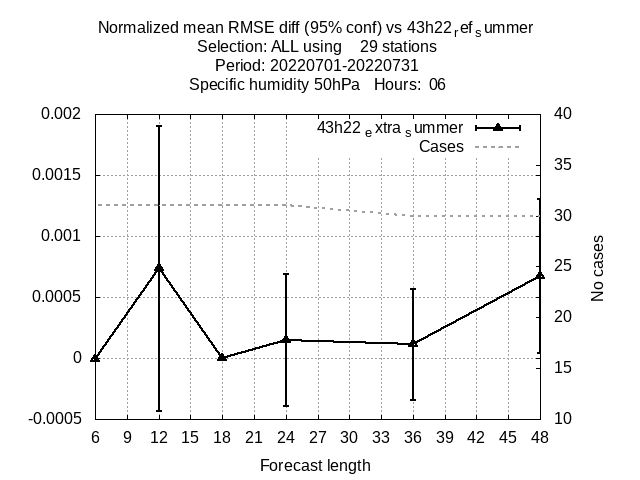 Normalized mean RMSE diff (95% conf) vs 43h22refsummer
Selection: ALL using 29 stations
Period: 20220701-20220731
Specific humidity 50hPa Hours: 06
43h22extrasummer
Cases
0.002
0.0015
0.001
0.0005
0
-0.0005
40
35
30
25
20
15
10
No cases
6 9 12 15 18 21 24 27 30 33 36 39 42 45 48
Forecast length